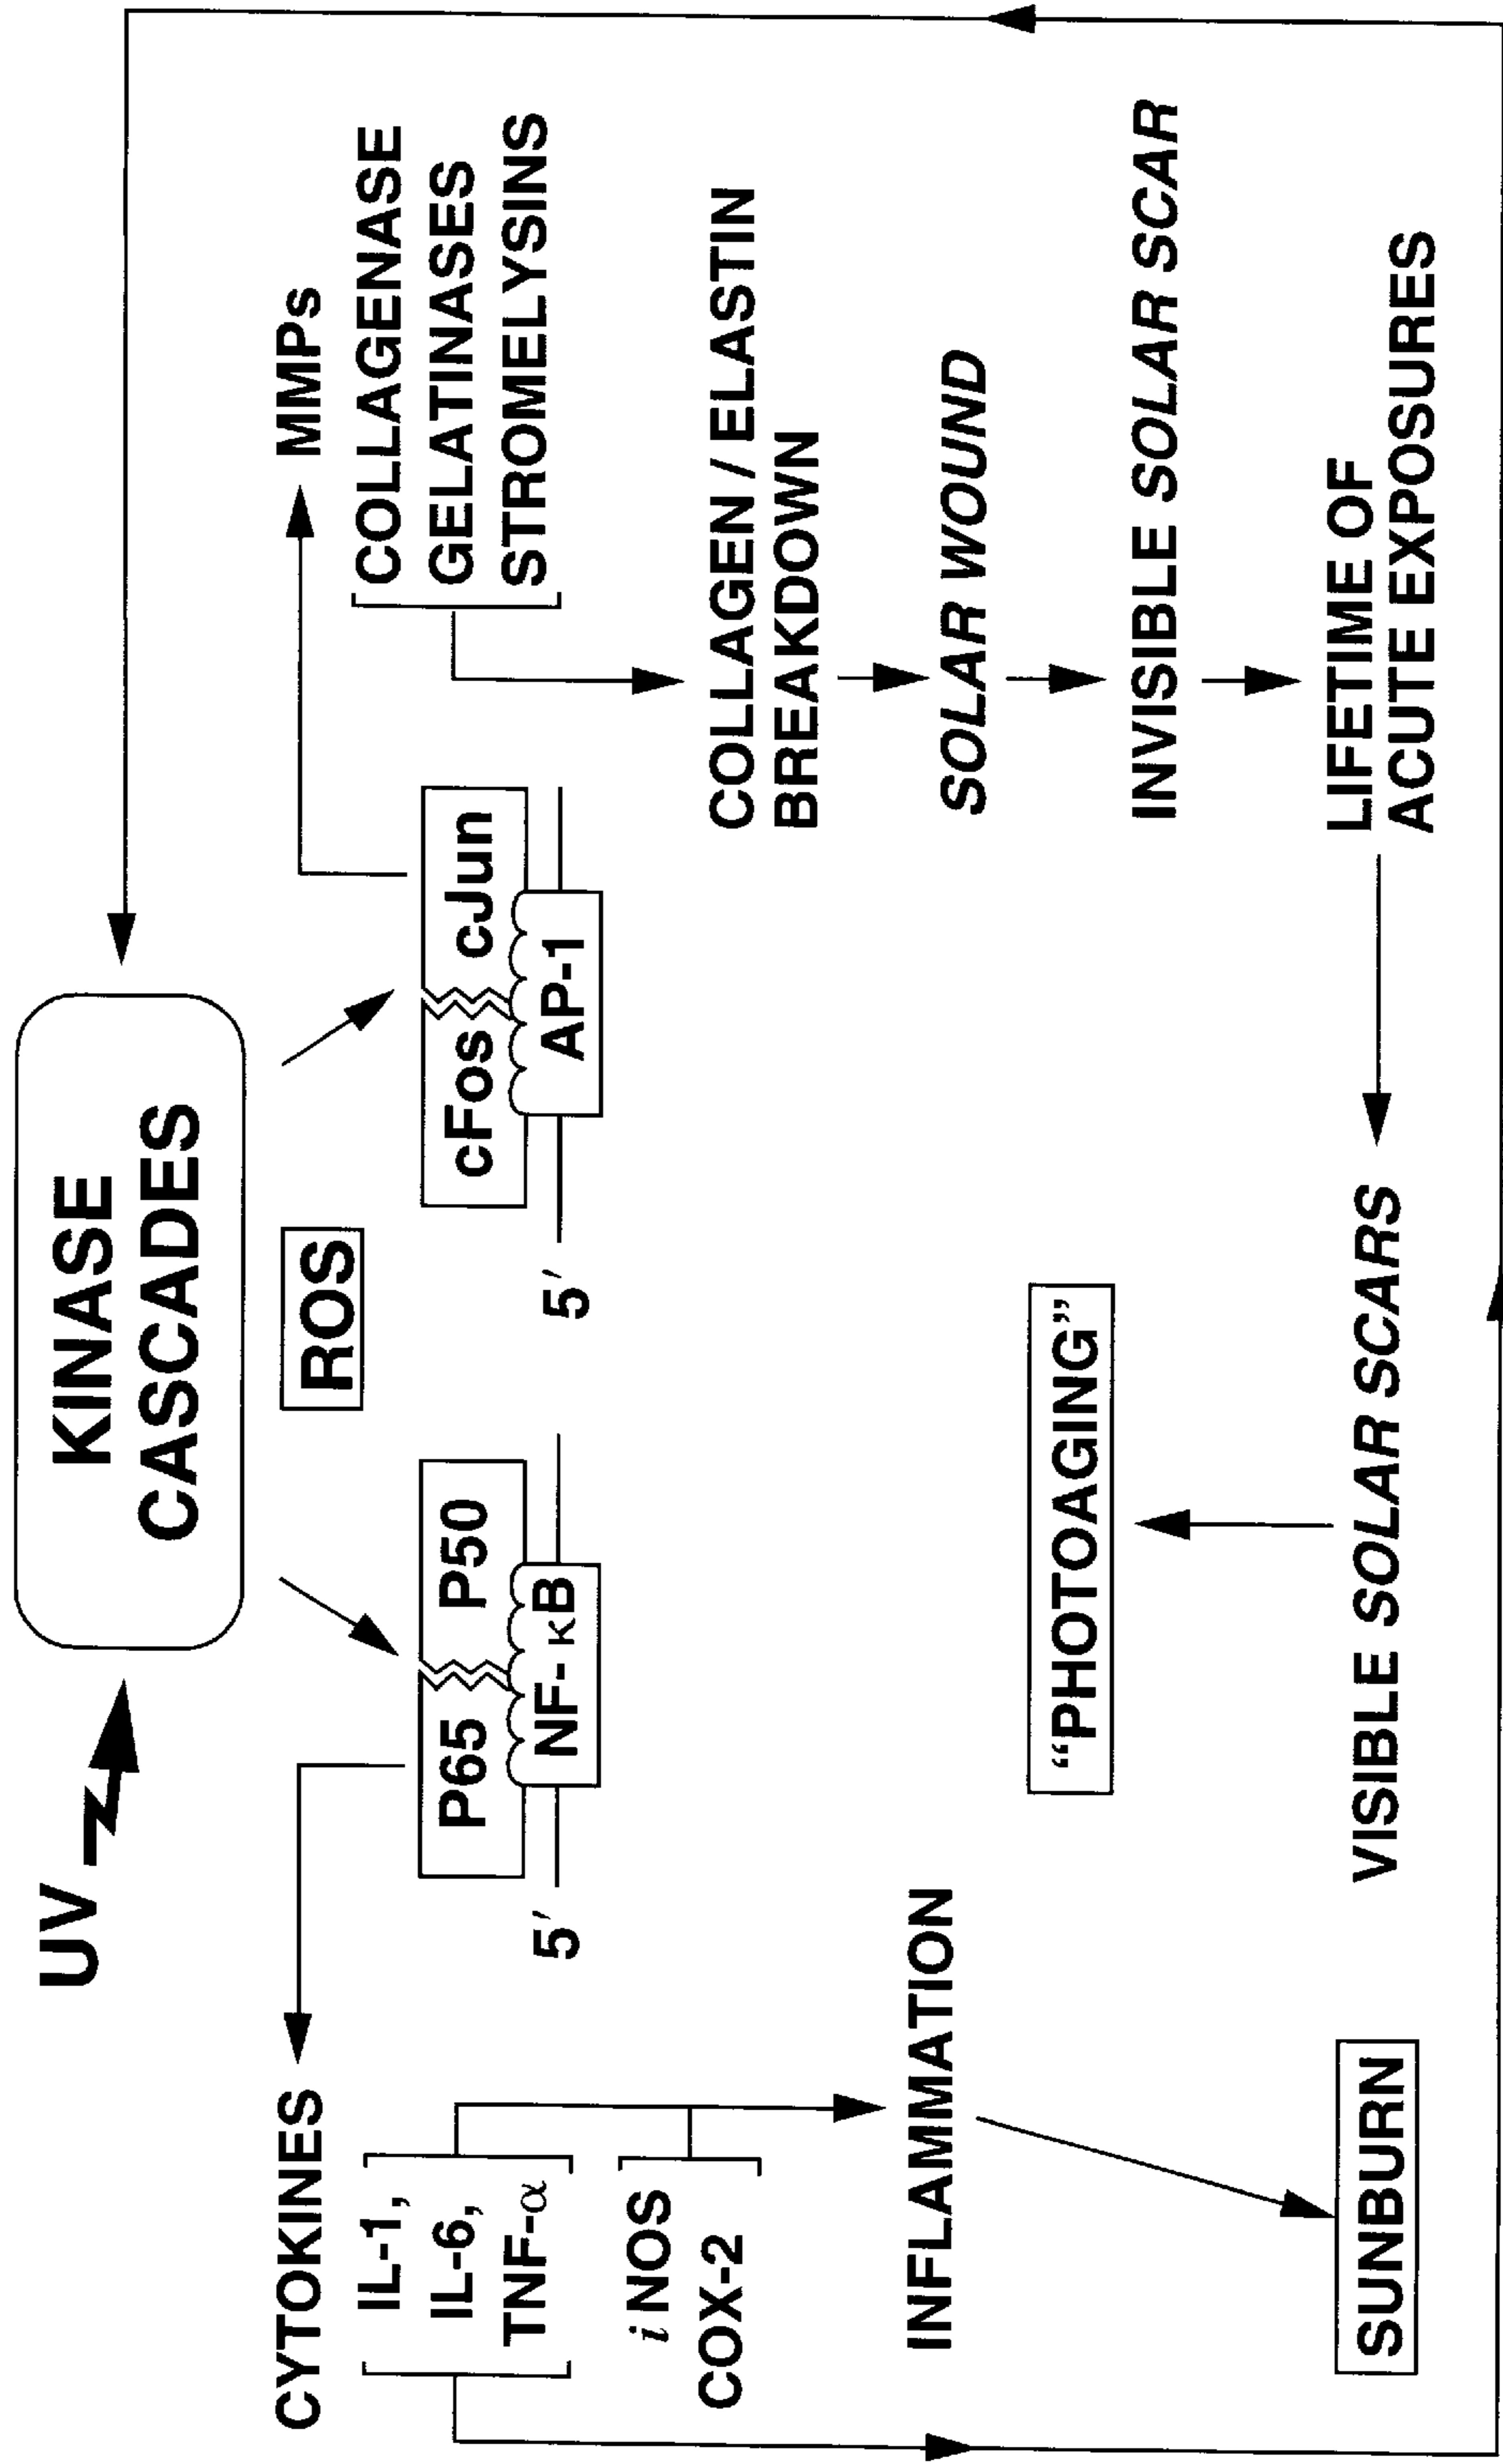 UV
KINASE
CASCADES
ROS
CYTOKINES
IL-1,
IL-6,
TNF-α
i NOS
COX-2
P65 P50
NF-κB
5′
cFos cJun
AP-1
5′
MMPs
COLLAGENASE
GELATINASES
STROMELYSINS
COLLAGEN / ELASTIN
BREAKDOWN
SOLAR WOUND
INVISIBLE SOLAR SCAR
LIFETIME OF
ACUTE EXPOSURES
VISIBLE SOLAR SCARS
“PHOTOAGING”
INFLAMMATION
SUNBURN